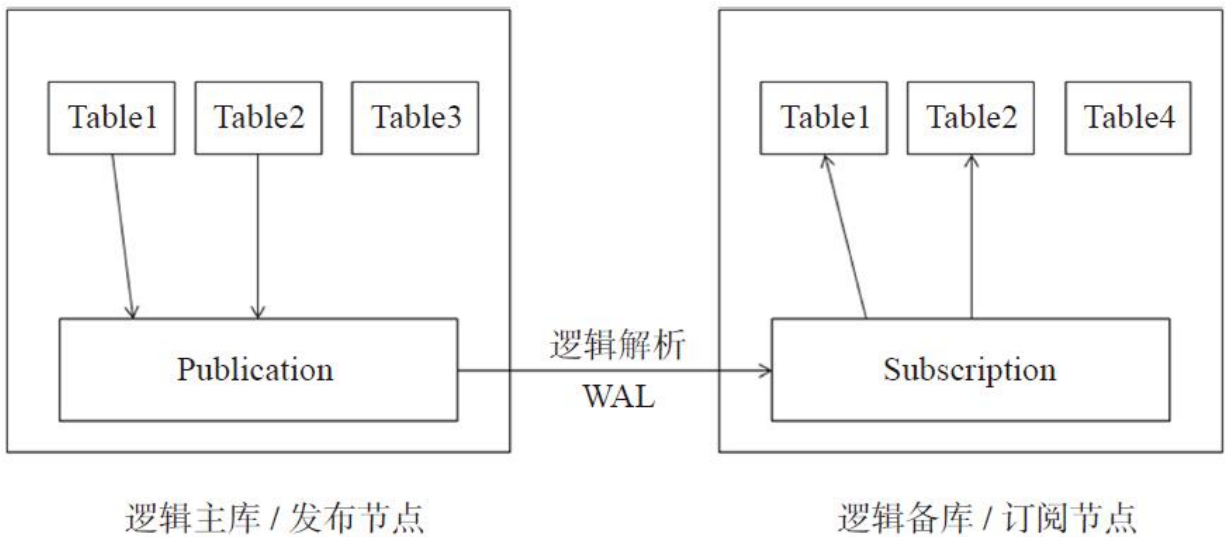 Table1 Table2 Table3
Table1 Table2 Table4
Publication
逻辑解析
WAL
Subscription
逻辑主库 / 发布节点
逻辑备库 / 订阅节点